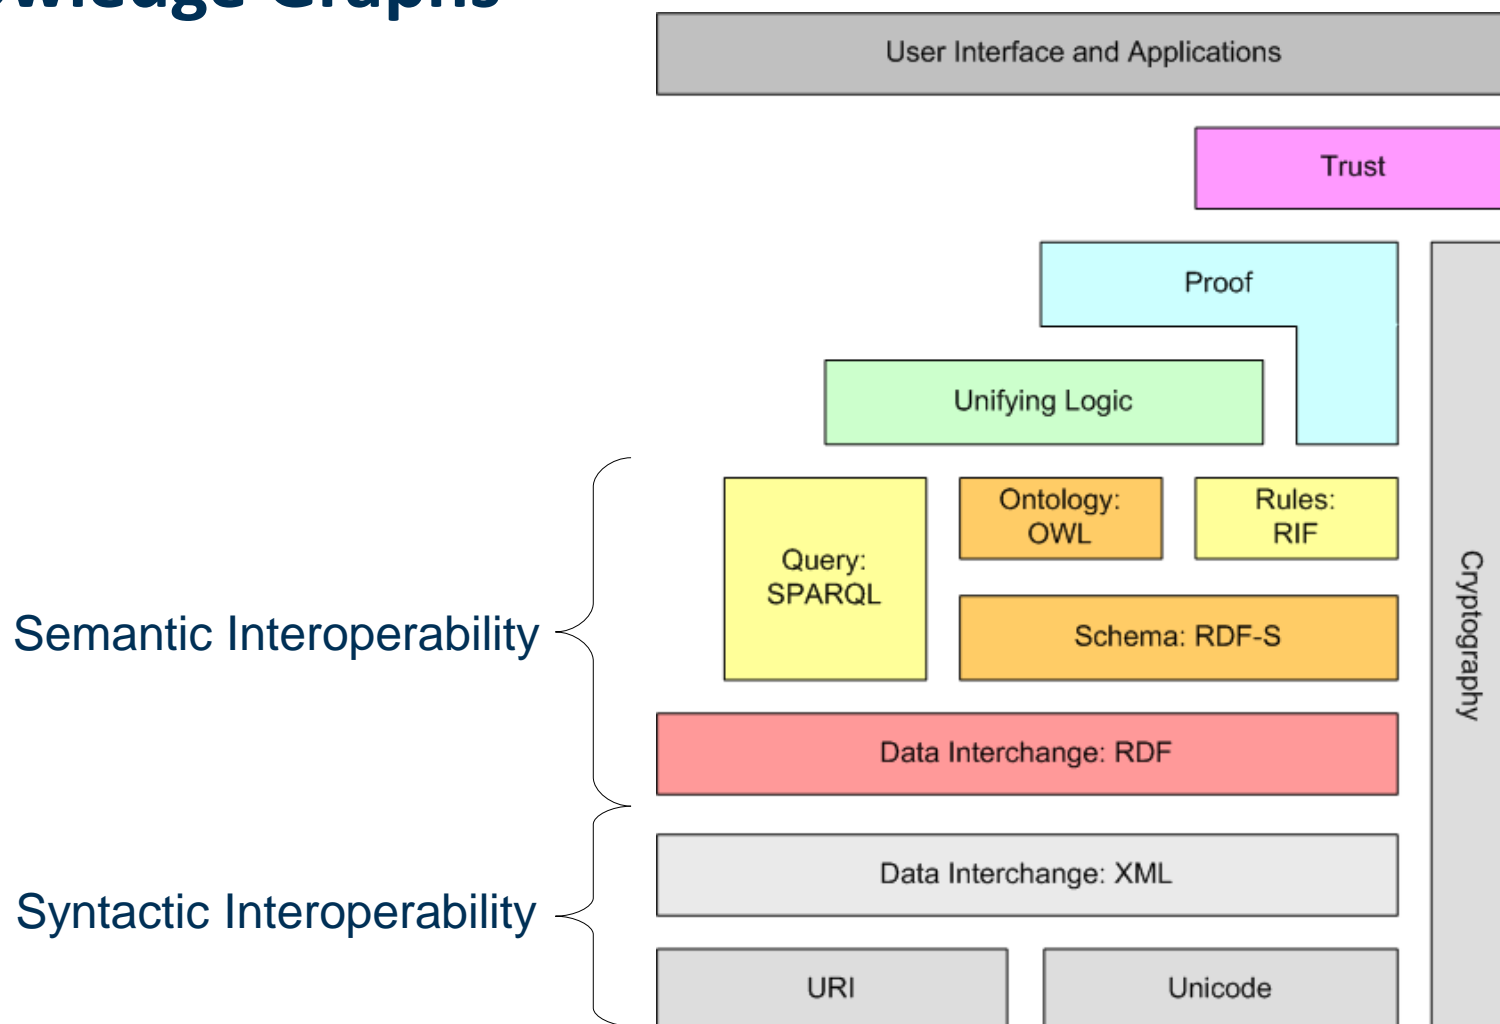 Graphs
User Interface and Applications
Trust
Proof
Unifying Logic
Ontology:
OWL
Rules:
RIF
Query:
SPARQL
Cryptography
Semantic Interoperability
Schema: RDF-S
Data Interchange: RDF
Data Interchange: XML
Syntactic Interoperability
URI
Unicode